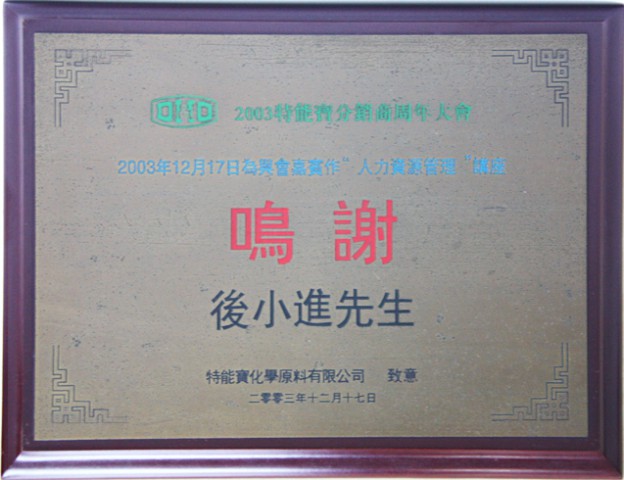 2003特能寶分銷商周年大會
2003年12月17日為與會嘉賓作“人力資源管理”講座
鳴 謝
後小進先生
特能寶化學原料有限公司 致意
二零零三年十二月十七日